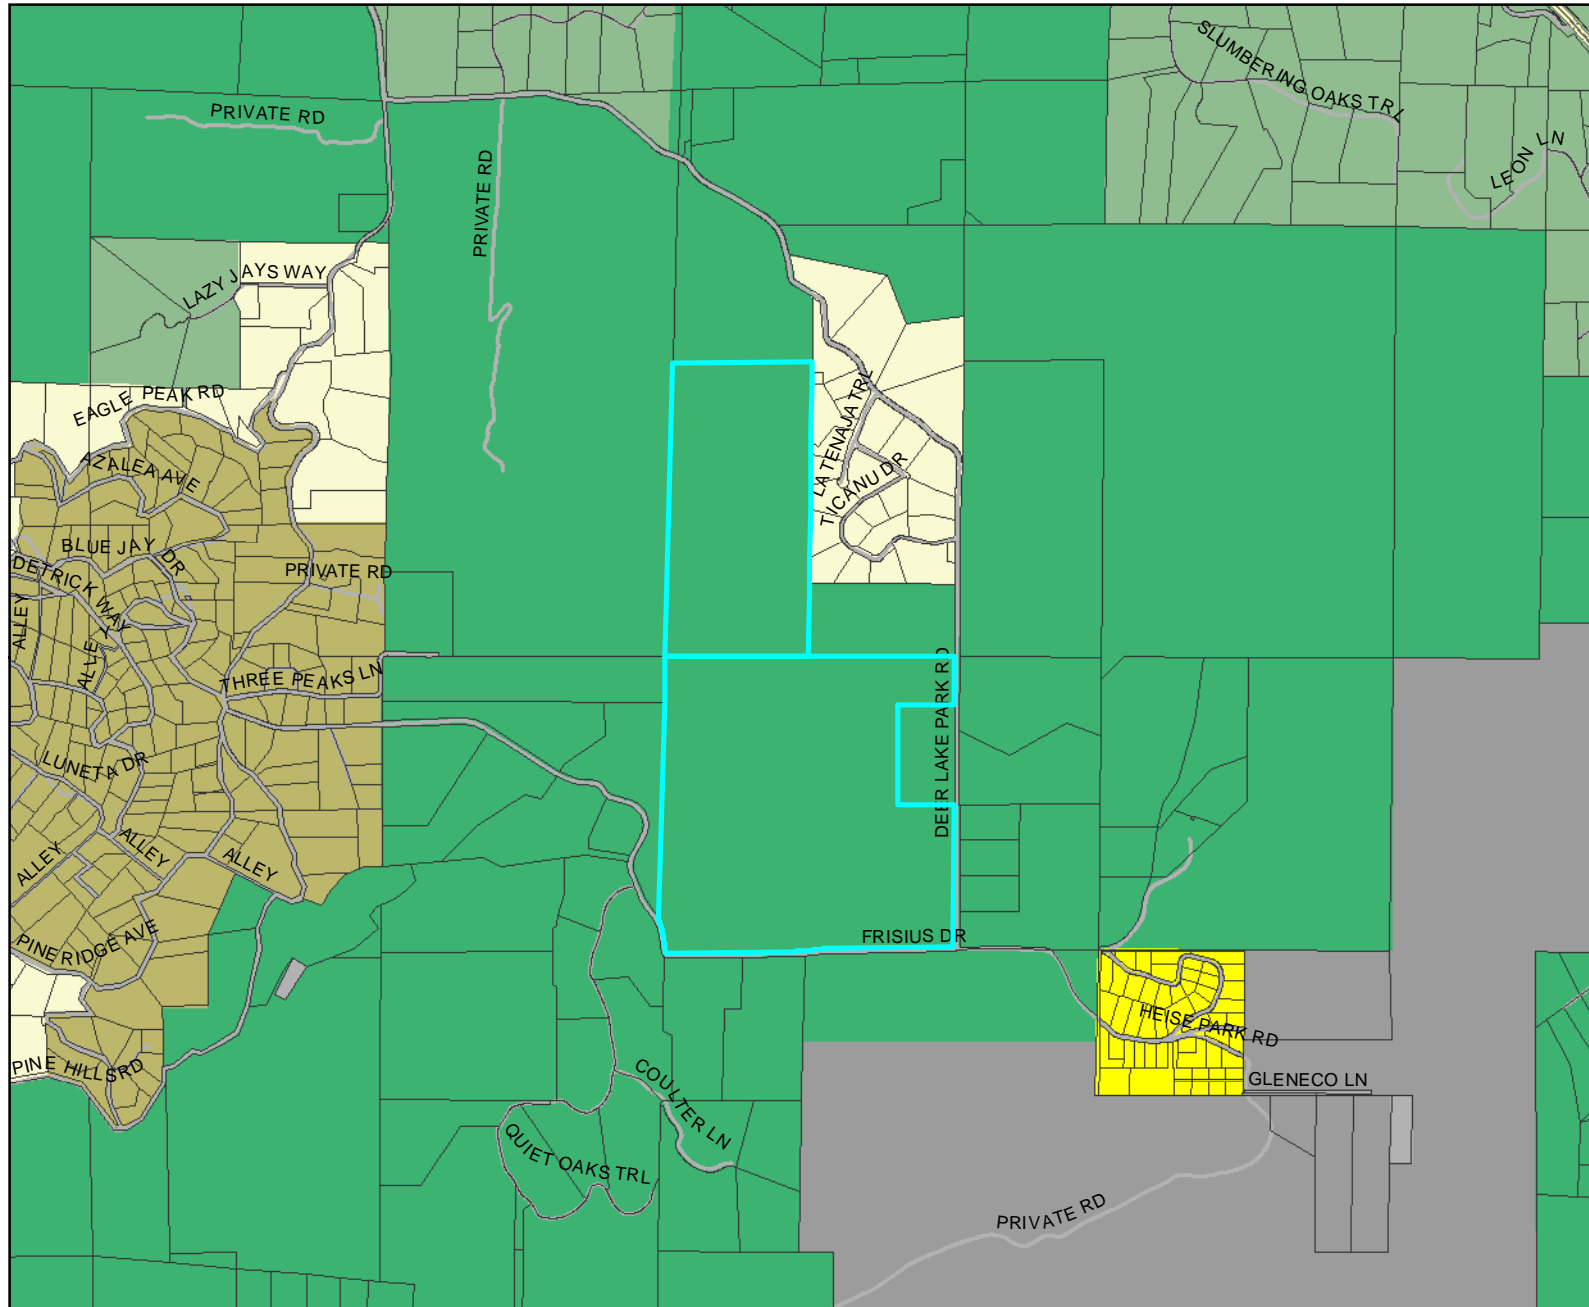 SLUMBERING OAKS TRL
PRIVATE RD
LEON LN
PRIVATE RD
LAZY JAYS WAY
EAGLE PEAK RD
LA TENAJA TRL
AZALEA AVE
TICANU DR
BLUE JAY DR
DETRICK WAY
PRIVATE RD
ALLEY
ALLEY
THREE PEAKS LN
DEER LAKE PARK RD
LUNETA DR
ALLEY
ALLEY
ALLEY
PINE RIDGE AVE
FRISIUS DR
HEISE PARK RD
PINE HILLS RD
GLENECO LN
COULTER LN
QUIET OAKS TRL
PRIVATE RD